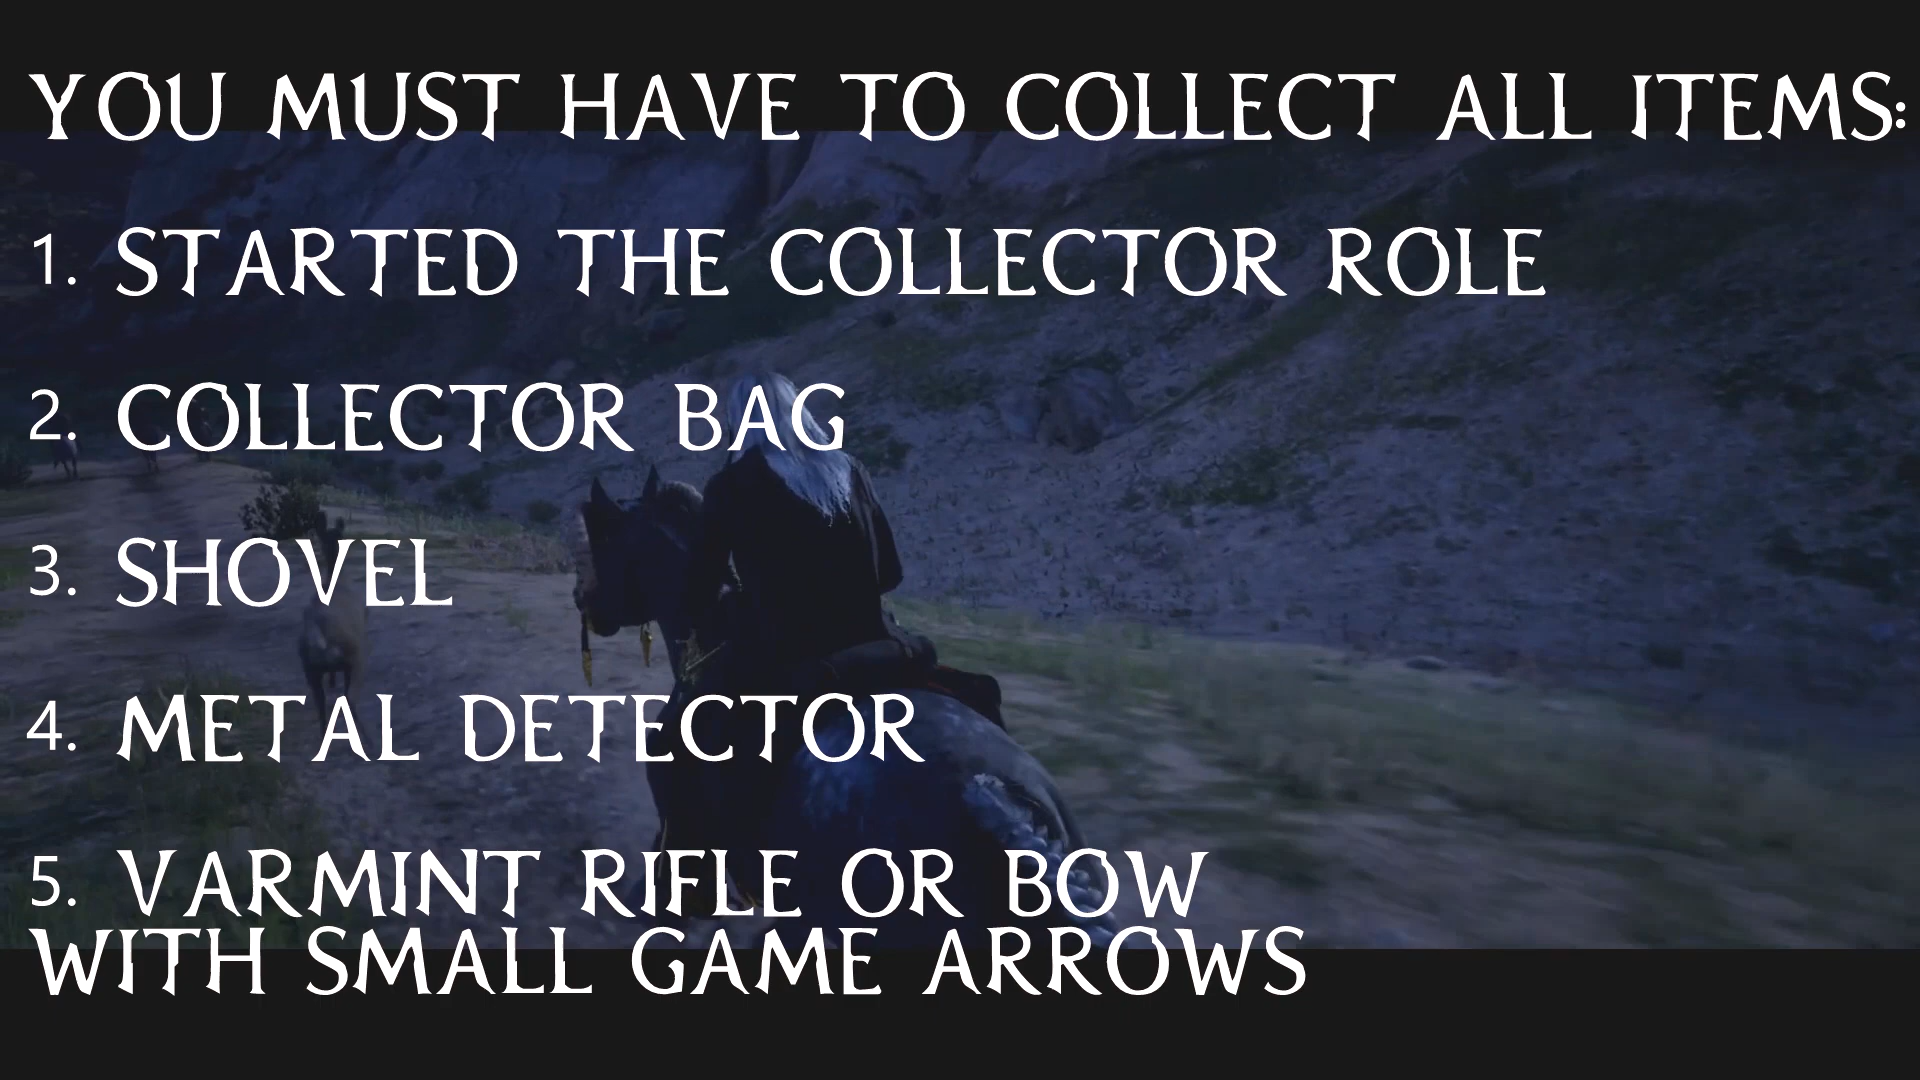 YOU MUST HAVE TO COLLECT ALL ITEMS:
1. STARTED THE COLLECTOR ROLE
2. COLLECTOR BAG
3. SHOVEL
4. METAL DETECTOR
5. VARMINT RIFLE OR BOW
WITH SMALL GAME ARROWS